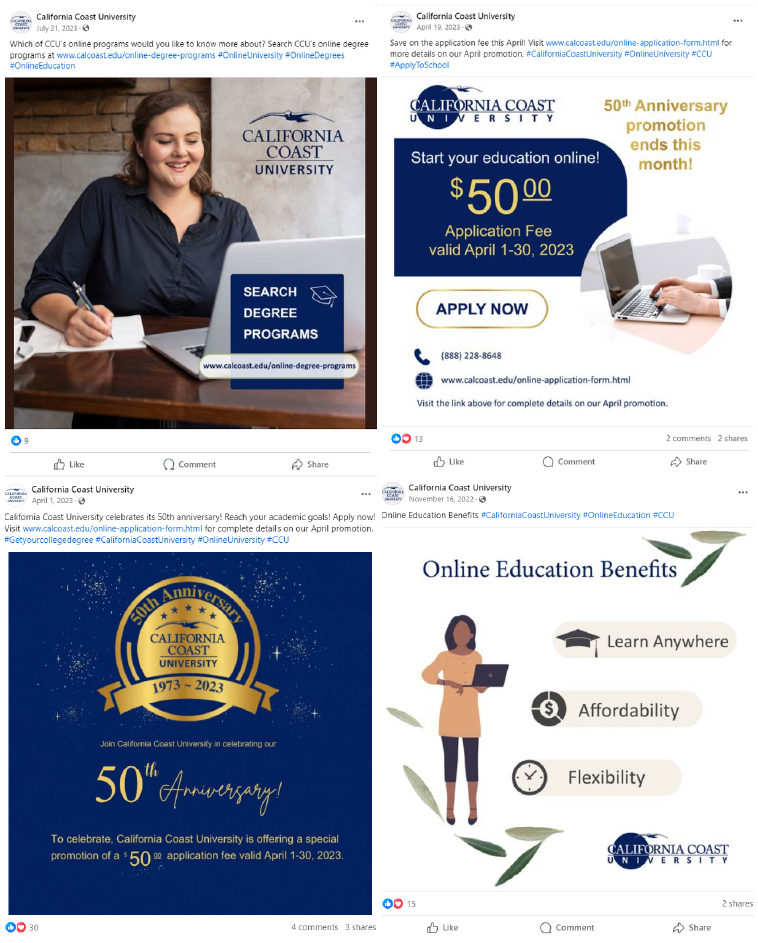 California Coast University
July 21, 2023 ·
Which of CCU's online programs would you like to know more about? Search CCU's online degree
programs at www.calcoast.edu/online-degree-programs #OnlineUniversity #OnlineDegrees
#OnlineEducation
CALIFORNIA
COAST
UNIVERSITY
SEARCH
DEGREE
PROGRAMS
www.calcoast.edu/online-degree-programs
9
Like Comment Share
California Coast University
April 19, 2023 ·
Save on the application fee this April! Visit www.calcoast.edu/online-application-form.html for
more details on our April promotion. #CaliforniaCoastUniversity #OnlineUniversity #CCU
#ApplyToSchool
CALIFORNIA COAST
UNIVERSITY
50th Anniversary
promotion
ends this
month!
Start your education online!
$50 00
Application Fee
valid April 1-30, 2023
APPLY NOW
(888) 228-8648
www.calcoast.edu/online-application-form.html
Visit the link above for complete details on our April promotion.
13 2 comments 2 shares
Like Comment Share
California Coast University
April 1, 2023 ·
California Coast University celebrates its 50th anniversary! Reach your academic goals! Apply now!
Visit www.calcoast.edu/online-application-form.html for complete details on our April promotion.
#Getyourcollegedegree #CaliforniaCoastUniversity #OnlineUniversity #CCU
50th Anniversary
CALIFORNIA
COAST
UNIVERSITY
1973 ~ 2023
Join California Coast University in celebrating our
50th Anniversary!
To celebrate, California Coast University is offering a special
promotion of a $50 00 application fee valid April 1-30, 2023.
30 4 comments 3 shares
California Coast University
November 16, 2022 ·
Online Education Benefits #CaliforniaCoastUniversity #OnlineEducation #CCU
Online Education Benefits
Learn Anywhere
$ Affordability
Flexibility
CALIFORNIA COAST
UNIVERSITY
15 2 shares
Like Comment Share